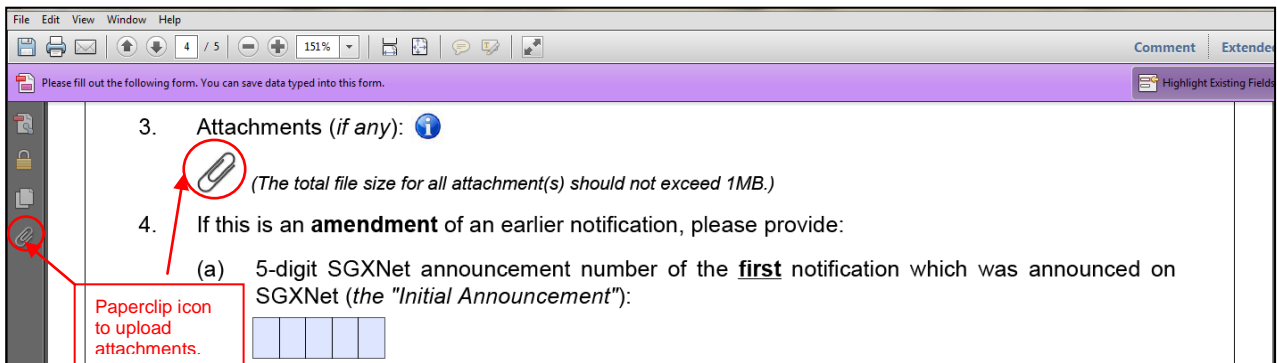 File Edit View Window Help
4 / 5 151% Comment Extended
Please fill out the following form. You can save data typed into this form. Highlight Existing Fields
3. Attachments (if any):
(The total file size for all attachment(s) should not exceed 1MB.)
4. If this is an amendment of an earlier notification, please provide:
(a) 5-digit SGXNet announcement number of the first notification which was announced on
SGXNet (the "Initial Announcement"):
Paperclip icon
to upload
attachments.